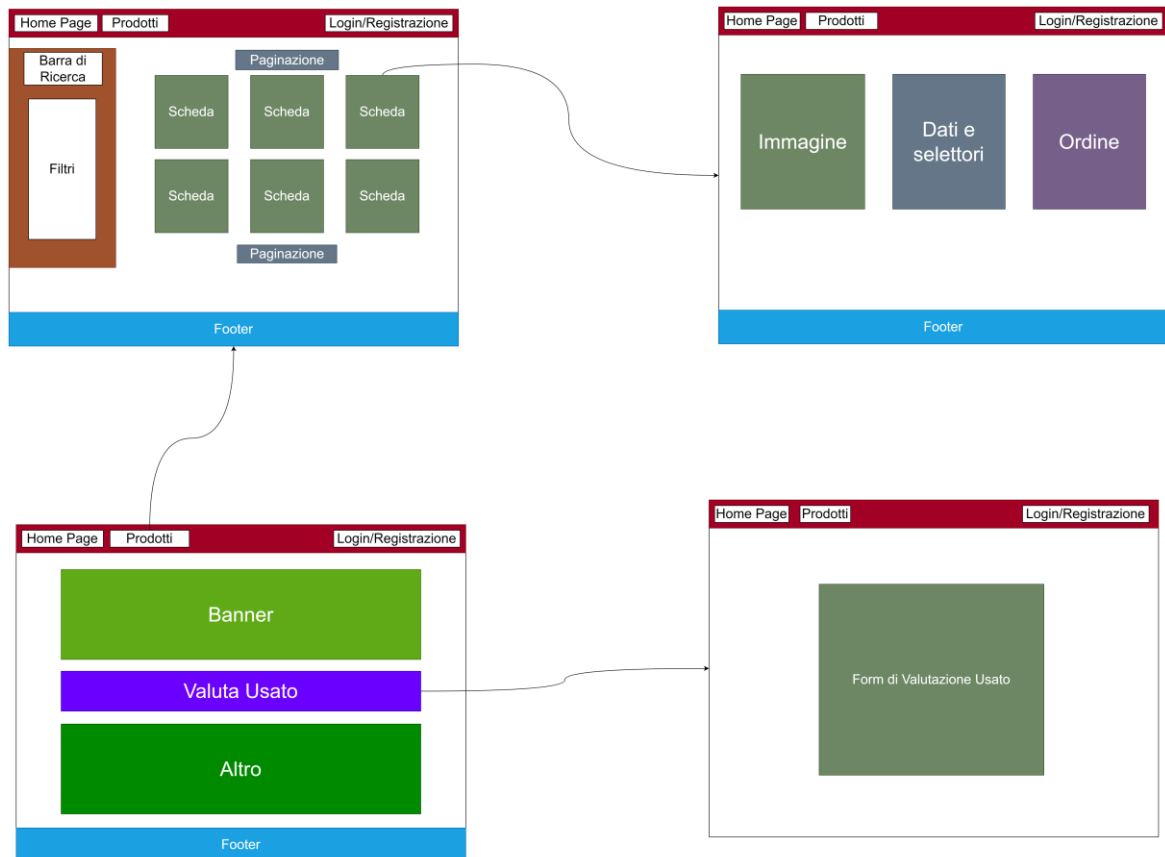 Home Page
Prodotti
Login/Registrazione
Barra di
Ricerca
Filtri
Paginazione
Scheda
Scheda
Scheda
Scheda
Scheda
Scheda
Paginazione
Footer
Home Page
Prodotti
Login/Registrazione
Immagine
Dati e
selettori
Ordine
Footer
Home Page
Prodotti
Login/Registrazione
Banner
Valuta Usato
Altro
Footer
Home Page
Prodotti
Login/Registrazione
Form di Valutazione Usato